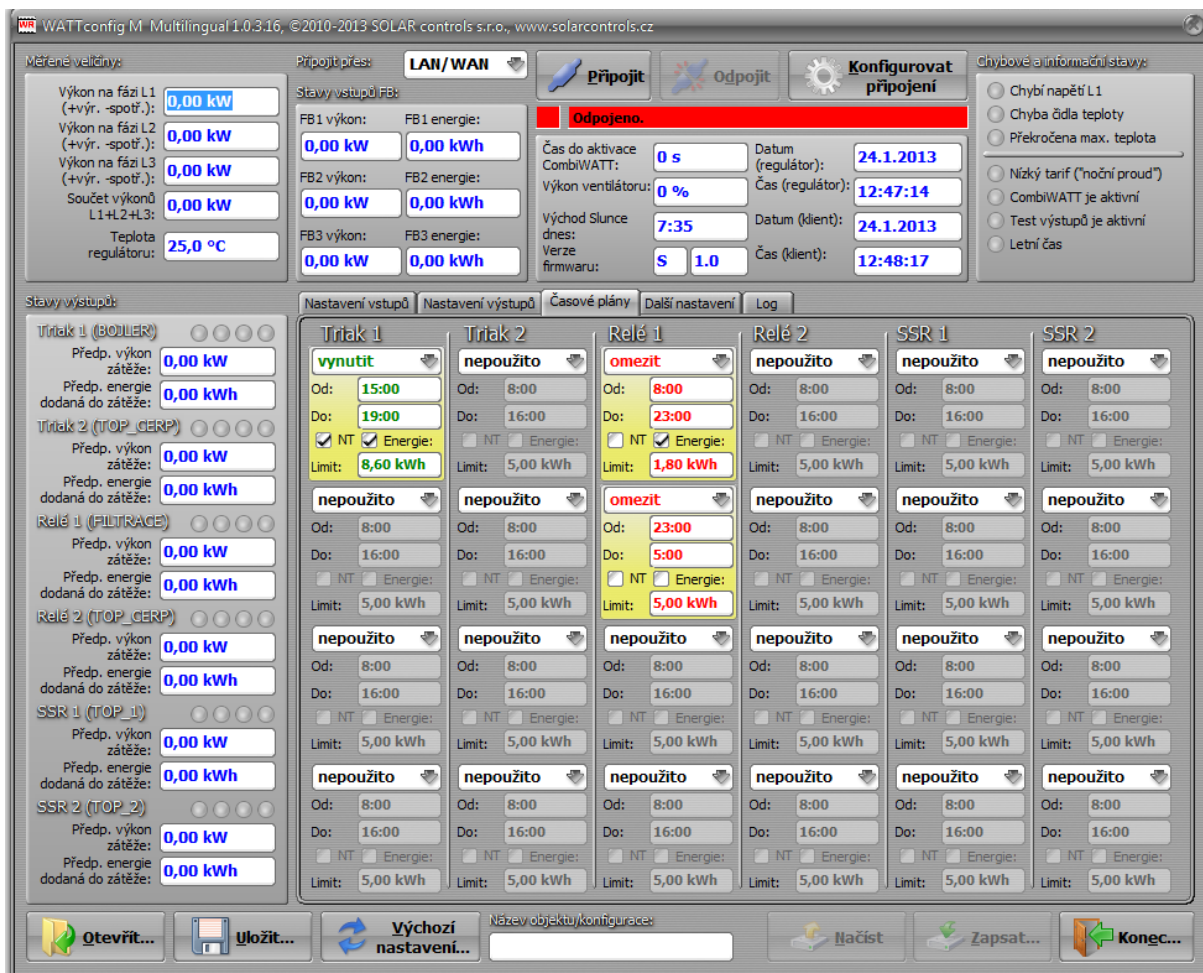 WATTconfig M Multilingual 1.0.3.16, ©2010-2013 SOLAR controls s.r.o., www.solarcontrols.cz
Měřené veličiny:
Výkon na fázi L1 (+výr. -spotř.): 0,00 kW
Výkon na fázi L2 (+výr. -spotř.): 0,00 kW
Výkon na fázi L3 (+výr. -spotř.): 0,00 kW
Součet výkonů L1+L2+L3: 0,00 kW
Teplota regulátoru: 25,0 °C
Připojit přes: LAN/WAN
Stavy vstupů FB:
FB1 výkon: FB1 energie:
0,00 kW 0,00 kWh
FB2 výkon: FB2 energie:
0,00 kW 0,00 kWh
FB3 výkon: FB3 energie:
0,00 kW 0,00 kWh
Připojit
Odpojit
Konfigurovat připojení
Odpojeno.
Čas do aktivace CombiWATT: 0 s
Datum (regulátor): 24.1.2013
Výkon ventilátoru: 0 %
Čas (regulátor): 12:47:14
Východ Slunce dnes: 7:35
Datum (klient): 24.1.2013
Verze firmwaru: S 1.0
Čas (klient): 12:48:17
Chybové a informační stavy:
Chybí napětí L1
Chyba čidla teploty
Překročena max. teplota
Nízký tarif ("noční proud")
CombiWATT je aktivní
Test výstupů je aktivní
Letní čas
Stavy výstupů:
Triak 1 (BOJLER)
Předp. výkon zátěže: 0,00 kW
Předp. energie dodaná do zátěže: 0,00 kWh
Triak 2 (TOP_CERP)
Předp. výkon zátěže: 0,00 kW
Předp. energie dodaná do zátěže: 0,00 kWh
Relé 1 (FILTRACE)
Předp. výkon zátěže: 0,00 kW
Předp. energie dodaná do zátěže: 0,00 kWh
Relé 2 (TOP_CERP)
Předp. výkon zátěže: 0,00 kW
Předp. energie dodaná do zátěže: 0,00 kWh
SSR 1 (TOP_1)
Předp. výkon zátěže: 0,00 kW
Předp. energie dodaná do zátěže: 0,00 kWh
SSR 2 (TOP_2)
Předp. výkon zátěže: 0,00 kW
Předp. energie dodaná do zátěže: 0,00 kWh
Nastavení vstupů Nastavení výstupů Časové plány Další nastavení Log
Triak 1 Triak 2 Relé 1 Relé 2 SSR 1 SSR 2
vynutit nepoužito omezit nepoužito nepoužito nepoužito
Od: 15:00 Od: 8:00 Od: 8:00 Od: 8:00 Od: 8:00 Od: 8:00
Do: 19:00 Do: 16:00 Do: 23:00 Do: 16:00 Do: 16:00 Do: 16:00
NT Energie: NT Energie: NT Energie: NT Energie: NT Energie: NT Energie:
Limit: 8,60 kWh Limit: 5,00 kWh Limit: 1,80 kWh Limit: 5,00 kWh Limit: 5,00 kWh Limit: 5,00 kWh
nepoužito nepoužito omezit nepoužito nepoužito nepoužito
Od: 8:00 Od: 8:00 Od: 23:00 Od: 8:00 Od: 8:00 Od: 8:00
Do: 16:00 Do: 16:00 Do: 5:00 Do: 16:00 Do: 16:00 Do: 16:00
NT Energie: NT Energie: NT Energie: NT Energie: NT Energie: NT Energie:
Limit: 5,00 kWh Limit: 5,00 kWh Limit: 5,00 kWh Limit: 5,00 kWh Limit: 5,00 kWh Limit: 5,00 kWh
nepoužito nepoužito nepoužito nepoužito nepoužito nepoužito
Od: 8:00 Od: 8:00 Od: 8:00 Od: 8:00 Od: 8:00 Od: 8:00
Do: 16:00 Do: 16:00 Do: 16:00 Do: 16:00 Do: 16:00 Do: 16:00
NT Energie: NT Energie: NT Energie: NT Energie: NT Energie: NT Energie:
Limit: 5,00 kWh Limit: 5,00 kWh Limit: 5,00 kWh Limit: 5,00 kWh Limit: 5,00 kWh Limit: 5,00 kWh
nepoužito nepoužito nepoužito nepoužito nepoužito nepoužito
Od: 8:00 Od: 8:00 Od: 8:00 Od: 8:00 Od: 8:00 Od: 8:00
Do: 16:00 Do: 16:00 Do: 16:00 Do: 16:00 Do: 16:00 Do: 16:00
NT Energie: NT Energie: NT Energie: NT Energie: NT Energie: NT Energie:
Limit: 5,00 kWh Limit: 5,00 kWh Limit: 5,00 kWh Limit: 5,00 kWh Limit: 5,00 kWh Limit: 5,00 kWh
Otevřít...
Uložit...
Výchozí nastavení...
Název objektu/konfigurace:
Načíst
Zapsat...
Konec...